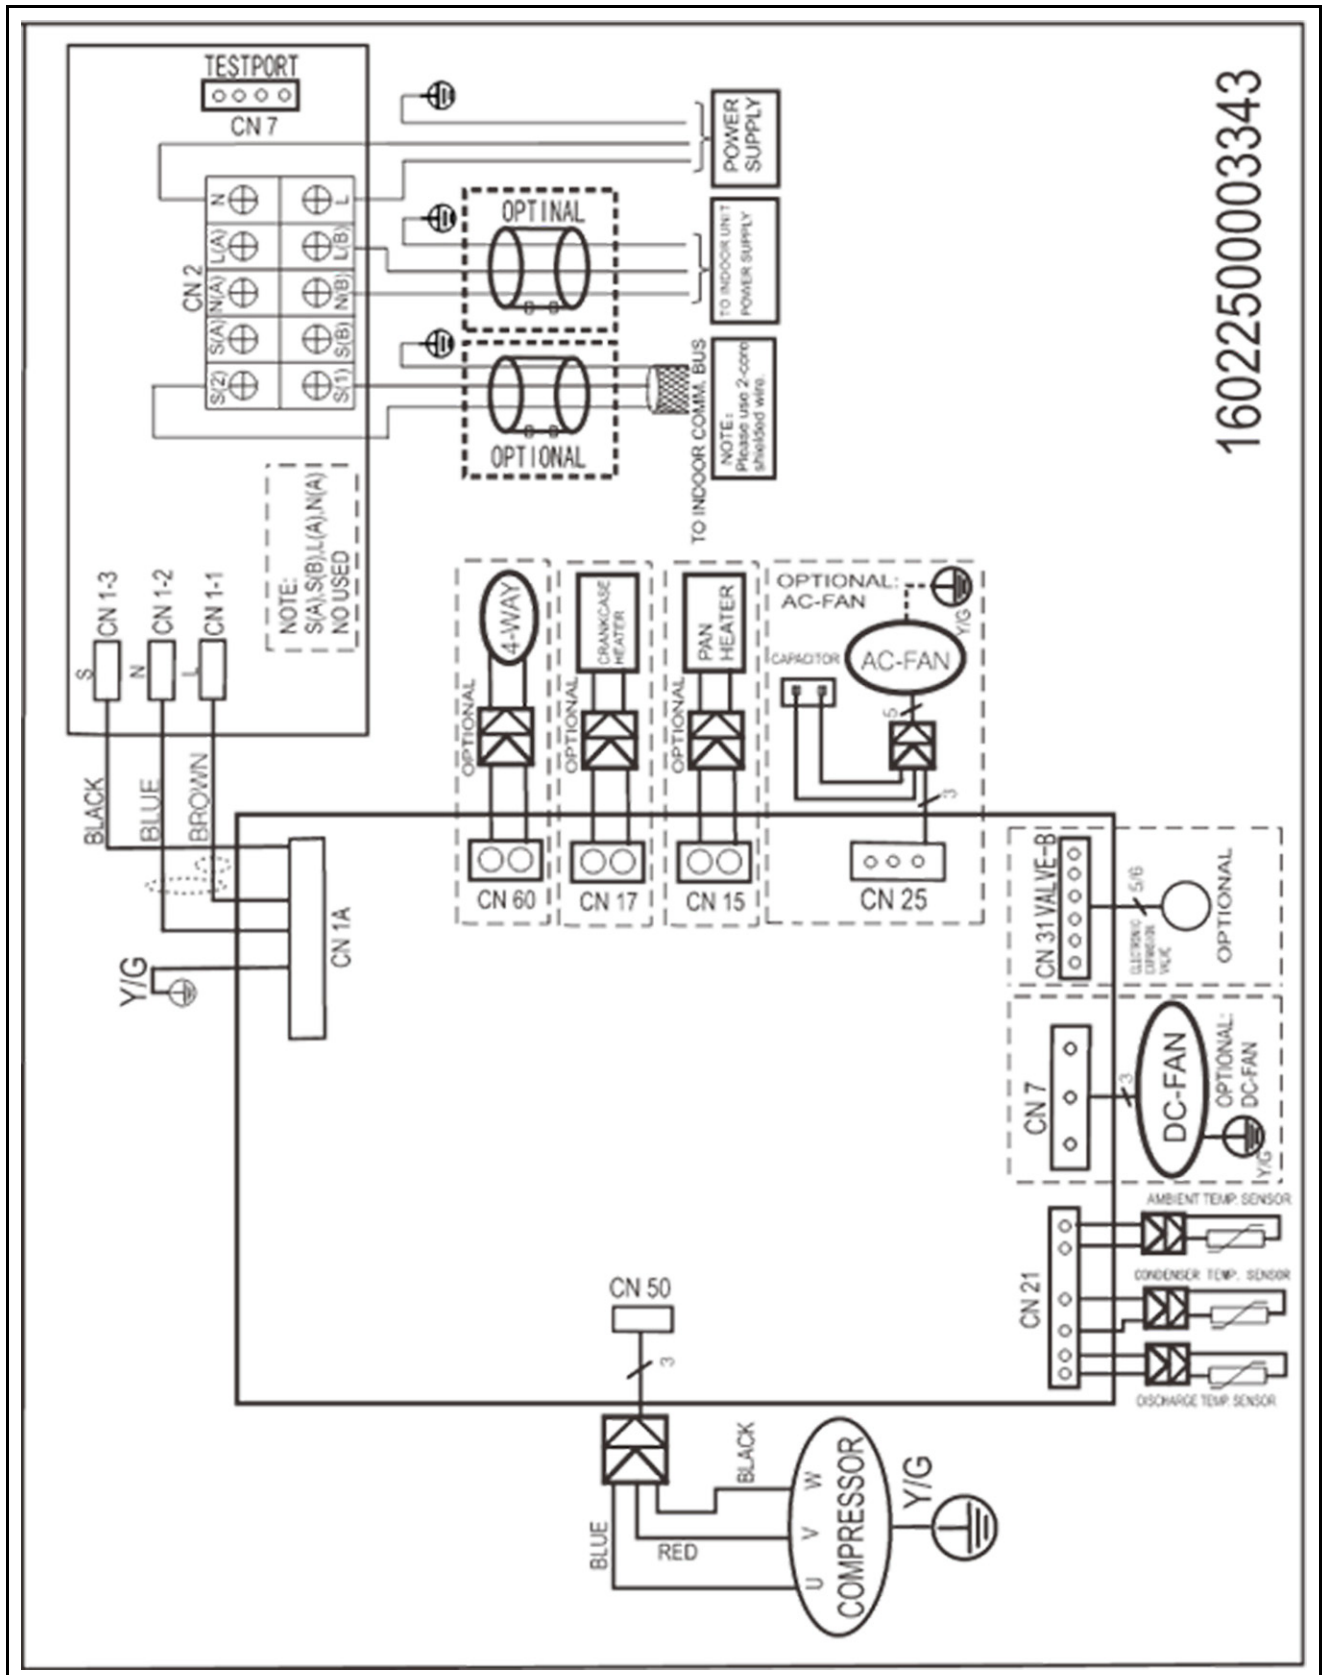 TESTPORT
CN 7
POWER
SUPPLY
N
L
L(A)
L(B)
CN 2
N(A)
N(B)
S(A)
S(B)
S(2)
S(1)
OPTINAL
TO INDOOR UNIT
POWER SUPPLY
OPTIONAL
TO INDOOR COMM. BUS
NOTE:
Please use 2-core
shielded wire.
16022500003343
NOTE:
S(A),S(B),L(A),N(A)
NO USED
CN 1-3
CN 1-2
CN 1-1
S
N
L
BLACK
BLUE
BROWN
Y/G
CN 1A
4-WAY
OPTIONAL
CN 60
CRANKCASE
HEATER
OPTIONAL
CN 17
PAN
HEATER
OPTIONAL
CN 15
OPTIONAL:
AC-FAN
Y/G
CAPACITOR
AC-FAN
5
3
CN 25
CN 31 VALVE-B
5/6
ELECTRONIC
EXPANSION
VALVE
OPTIONAL
CN 7
3
DC-FAN
OPTIONAL:
DC-FAN
Y/G
AMBIENT TEMP. SENSOR
CONDENSER TEMP. SENSOR
CN 21
DISCHARGE TEMP. SENSOR
CN 50
3
BLUE
RED
BLACK
U
V
W
COMPRESSOR
Y/G